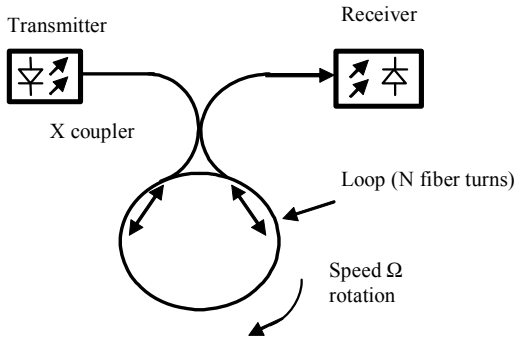 Transmitter
Receiver
X coupler
Loop (N fiber turns)
Speed Ω
rotation